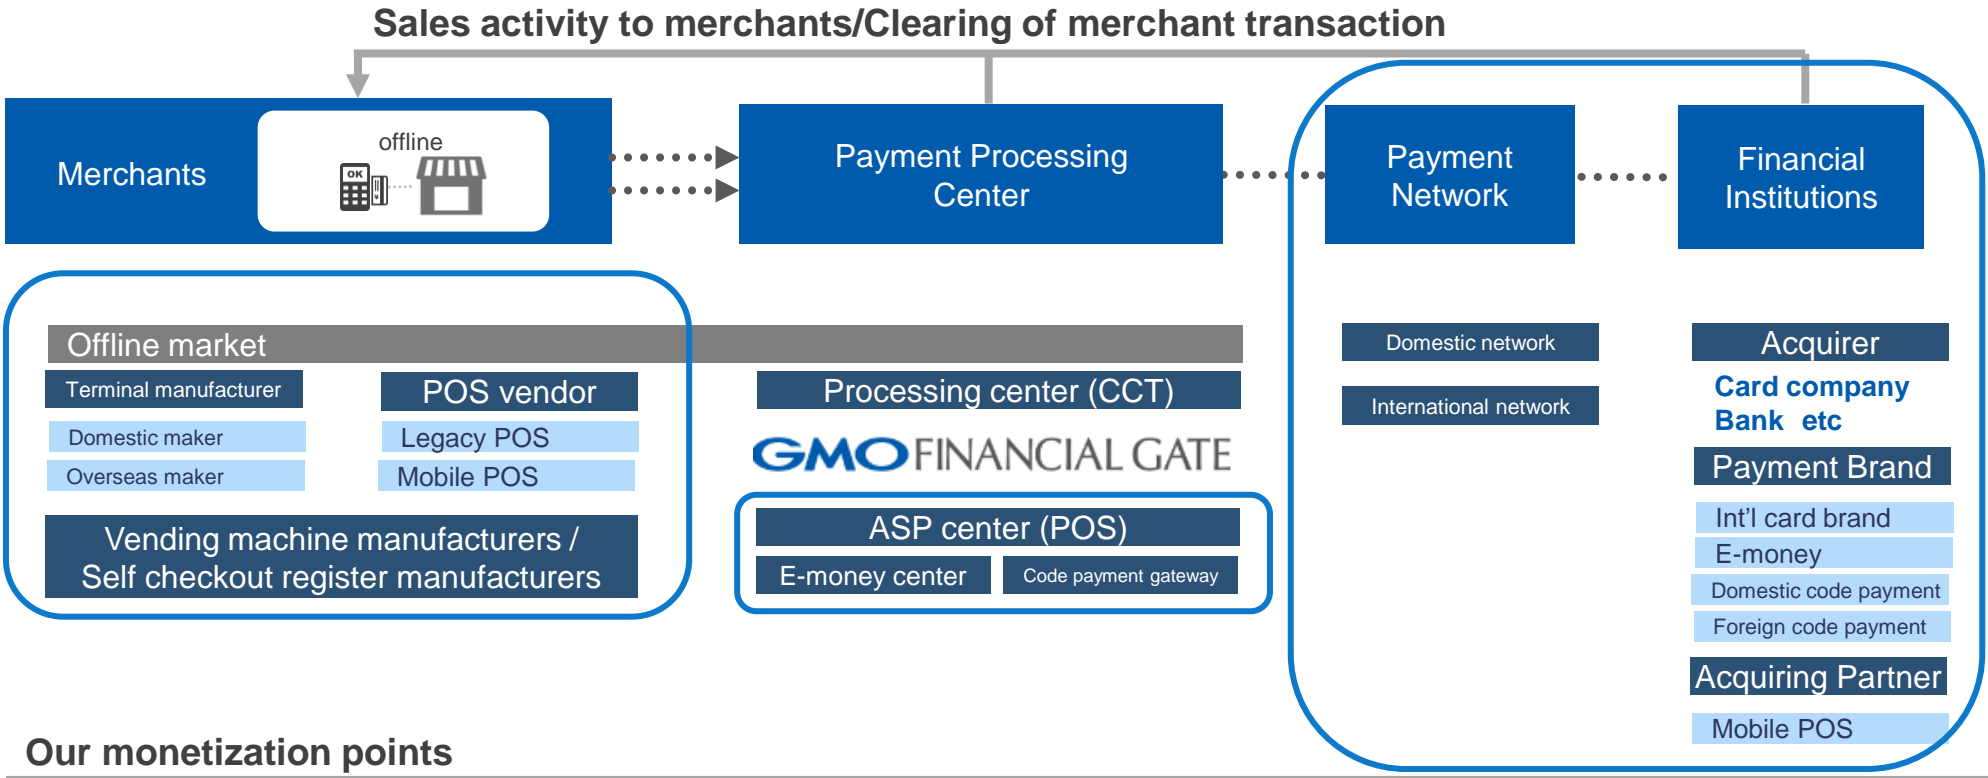 Sales activity to merchants/Clearing of merchant transaction
Merchants
offline
OK
Payment Processing
Center
Payment
Network
Financial
Institutions
Offline market
Terminal manufacturer
Domestic maker
Overseas maker
POS vendor
Legacy POS
Mobile POS
Vending machine manufacturers /
Self checkout register manufacturers
Processing center (CCT)
GMO FINANCIAL GATE
ASP center (POS)
E-money center
Code payment gateway
Domestic network
International network
Acquirer
Card company
Bank etc
Payment Brand
Int'l card brand
E-money
Domestic code payment
Foreign code payment
Acquiring Partner
Mobile POS
Our monetization points